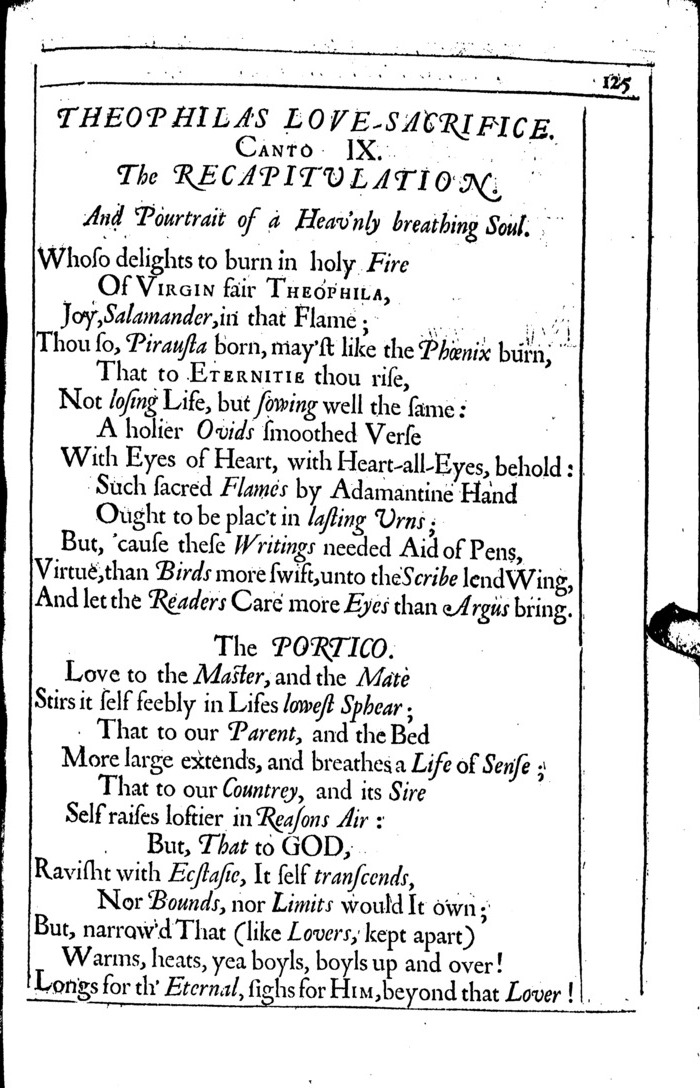 125
THEOPHILAS LOVE-SACRIFICE.
CANTO IX.
The RECAPITULATION.
And Pourtrait of a Heav'nly breathing Soul.
Whoſo delights to burn in holy Fire
Of VIRGIN fair THEOPHILA,
Joy, Salamander, in that Flame;
Thou ſo, Pirauſta born, may'ſt like the Phœnix burn,
That to ETERNITIE thou riſe,
Not loſing Life, but ſowing well the ſame:
A holier Ovids ſmoothed Verſe
With Eyes of Heart, with Heart-all-Eyes, behold:
Such ſacred Flames by Adamantine Hand
Ought to be plac't in laſting Urns;
But, 'cauſe theſe Writings needed Aid of Pens,
Virtue, than Birds more ſwift, unto the Scribe lend Wing,
And let the Readers Care more Eyes than Argus bring.
The PORTICO.
Love to the Maſter, and the Mate
Stirs it ſelf feebly in Lifes loweſt Sphear;
That to our Parent, and the Bed
More large extends, and breathes a Life of Senſe;
That to our Countrey, and its Sire
Self raiſes loftier in Reaſons Air:
But, That to GOD,
Raviſht with Ecſtaſie, It ſelf tranſcends,
Nor Bounds, nor Limits would It own;
But, narrow'd That (like Lovers, kept apart)
Warms, heats, yea boyls, boyls up and over!
Longs for th' Eternal, ſighs for HIM, beyond that Lover!